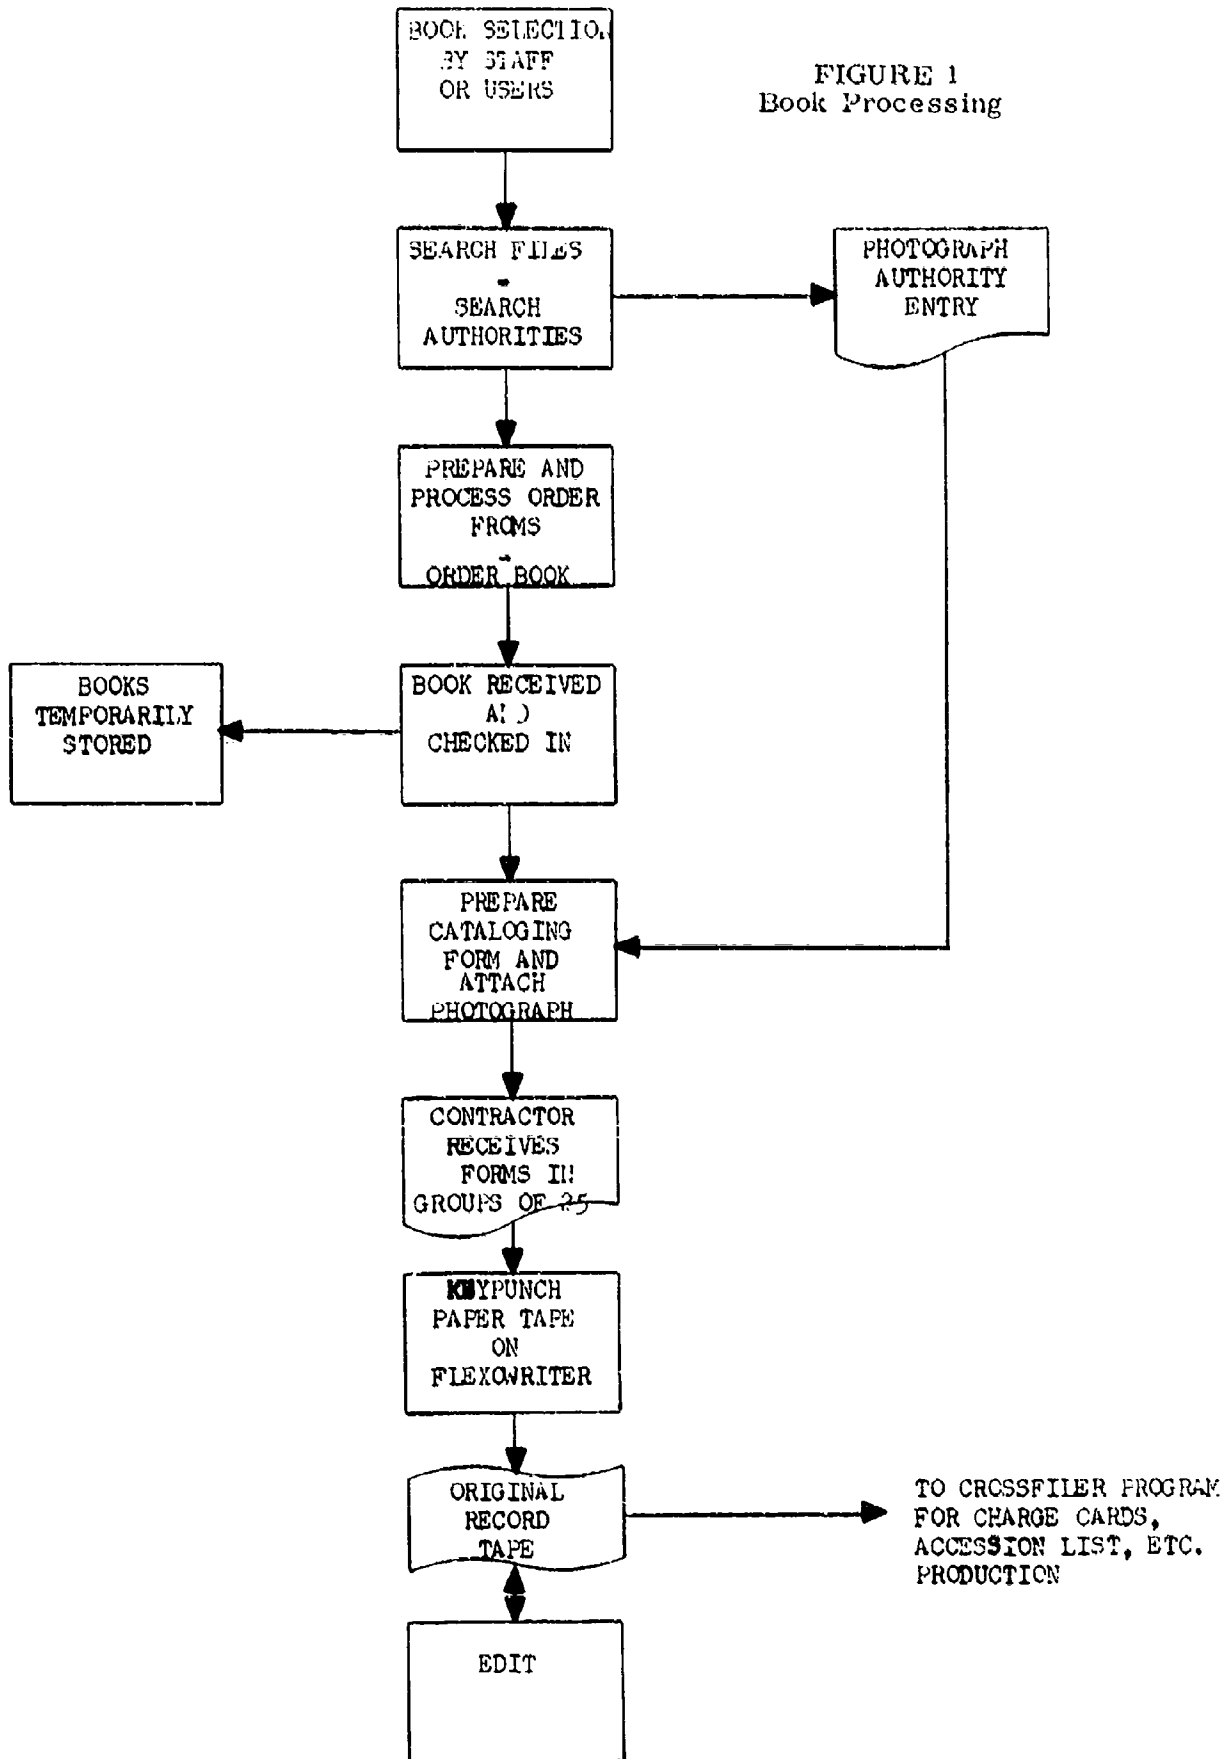 BOOK SELECTION
BY STAFF
OR USERS
FIGURE 1
Book Processing
SEARCH FILES
-
SEARCH
AUTHORITIES
PHOTOGRAPH
AUTHORITY
ENTRY
PREPARE AND
PROCESS ORDER
FROMS
-
ORDER BOOK
BOOKS
TEMPORARILY
STORED
BOOK RECEIVED
AND
CHECKED IN
PREPARE
CATALOGING
FORM AND
ATTACH
PHOTOGRAPH
CONTRACTOR
RECEIVES
FORMS IN
GROUPS OF 25
KEYPUNCH
PAPER TAPE
ON
FLEXOWRITER
ORIGINAL
RECORD
TAPE
TO CROSSFILER PROGRAM
FOR CHARGE CARDS,
ACCESSION LIST, ETC.
PRODUCTION
EDIT